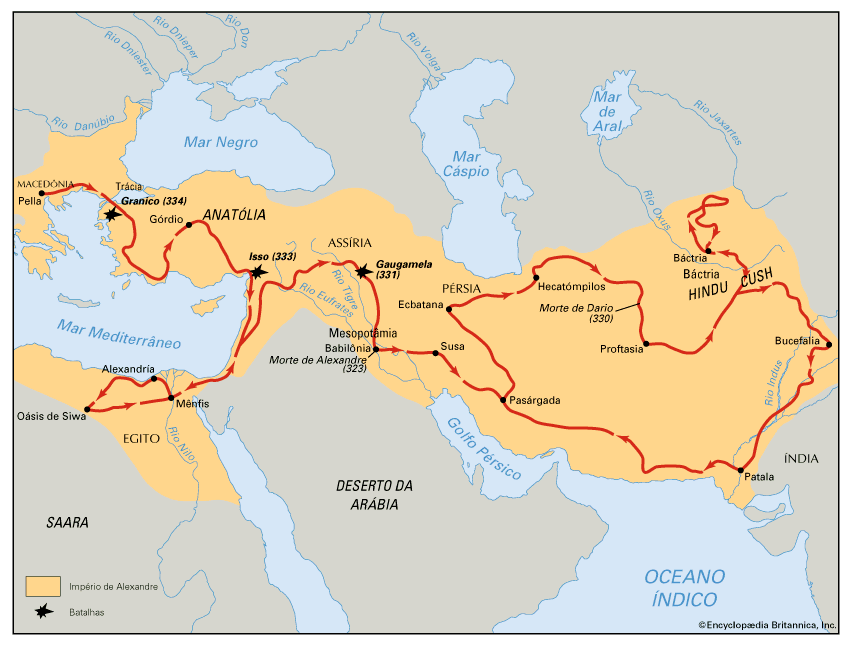 Rio Dniester
Rio Dnieper
Rio Don
Rio Volga
Rio Danúbio
Mar Negro
Mar
Cáspio
Mar
de
Aral
Rio Jaxartes
Rio Oxus
MACEDÔNIA
Pella
Trácia
Granico (334)
Górdio
ANATÓLIA
Isso (333)
ASSÍRIA
Gaugamela
(331)
Rio Tigre
Rio Eufrates
PÉRSIA
Ecbatana
Hecatómpilos
Morte de Dario
(330)
Proftasia
Báctria
Báctria
HINDU CUSH
Bucefalia
Mar Mediterrâneo
Mesopotâmia
Babilônia
Morte de Alexandre
(323)
Susa
Pasárgada
Alexandría
Oásis de Siwa
Mênfis
EGITO
Rio Nilo
Golfo Pérsico
Rio Indus
ÍNDIA
Patala
DESERTO DA
ARÁBIA
SAARA
OCEANO
ÍNDICO
Império de Alexandre
Batalhas
©Encyclopædia Britannica, Inc.